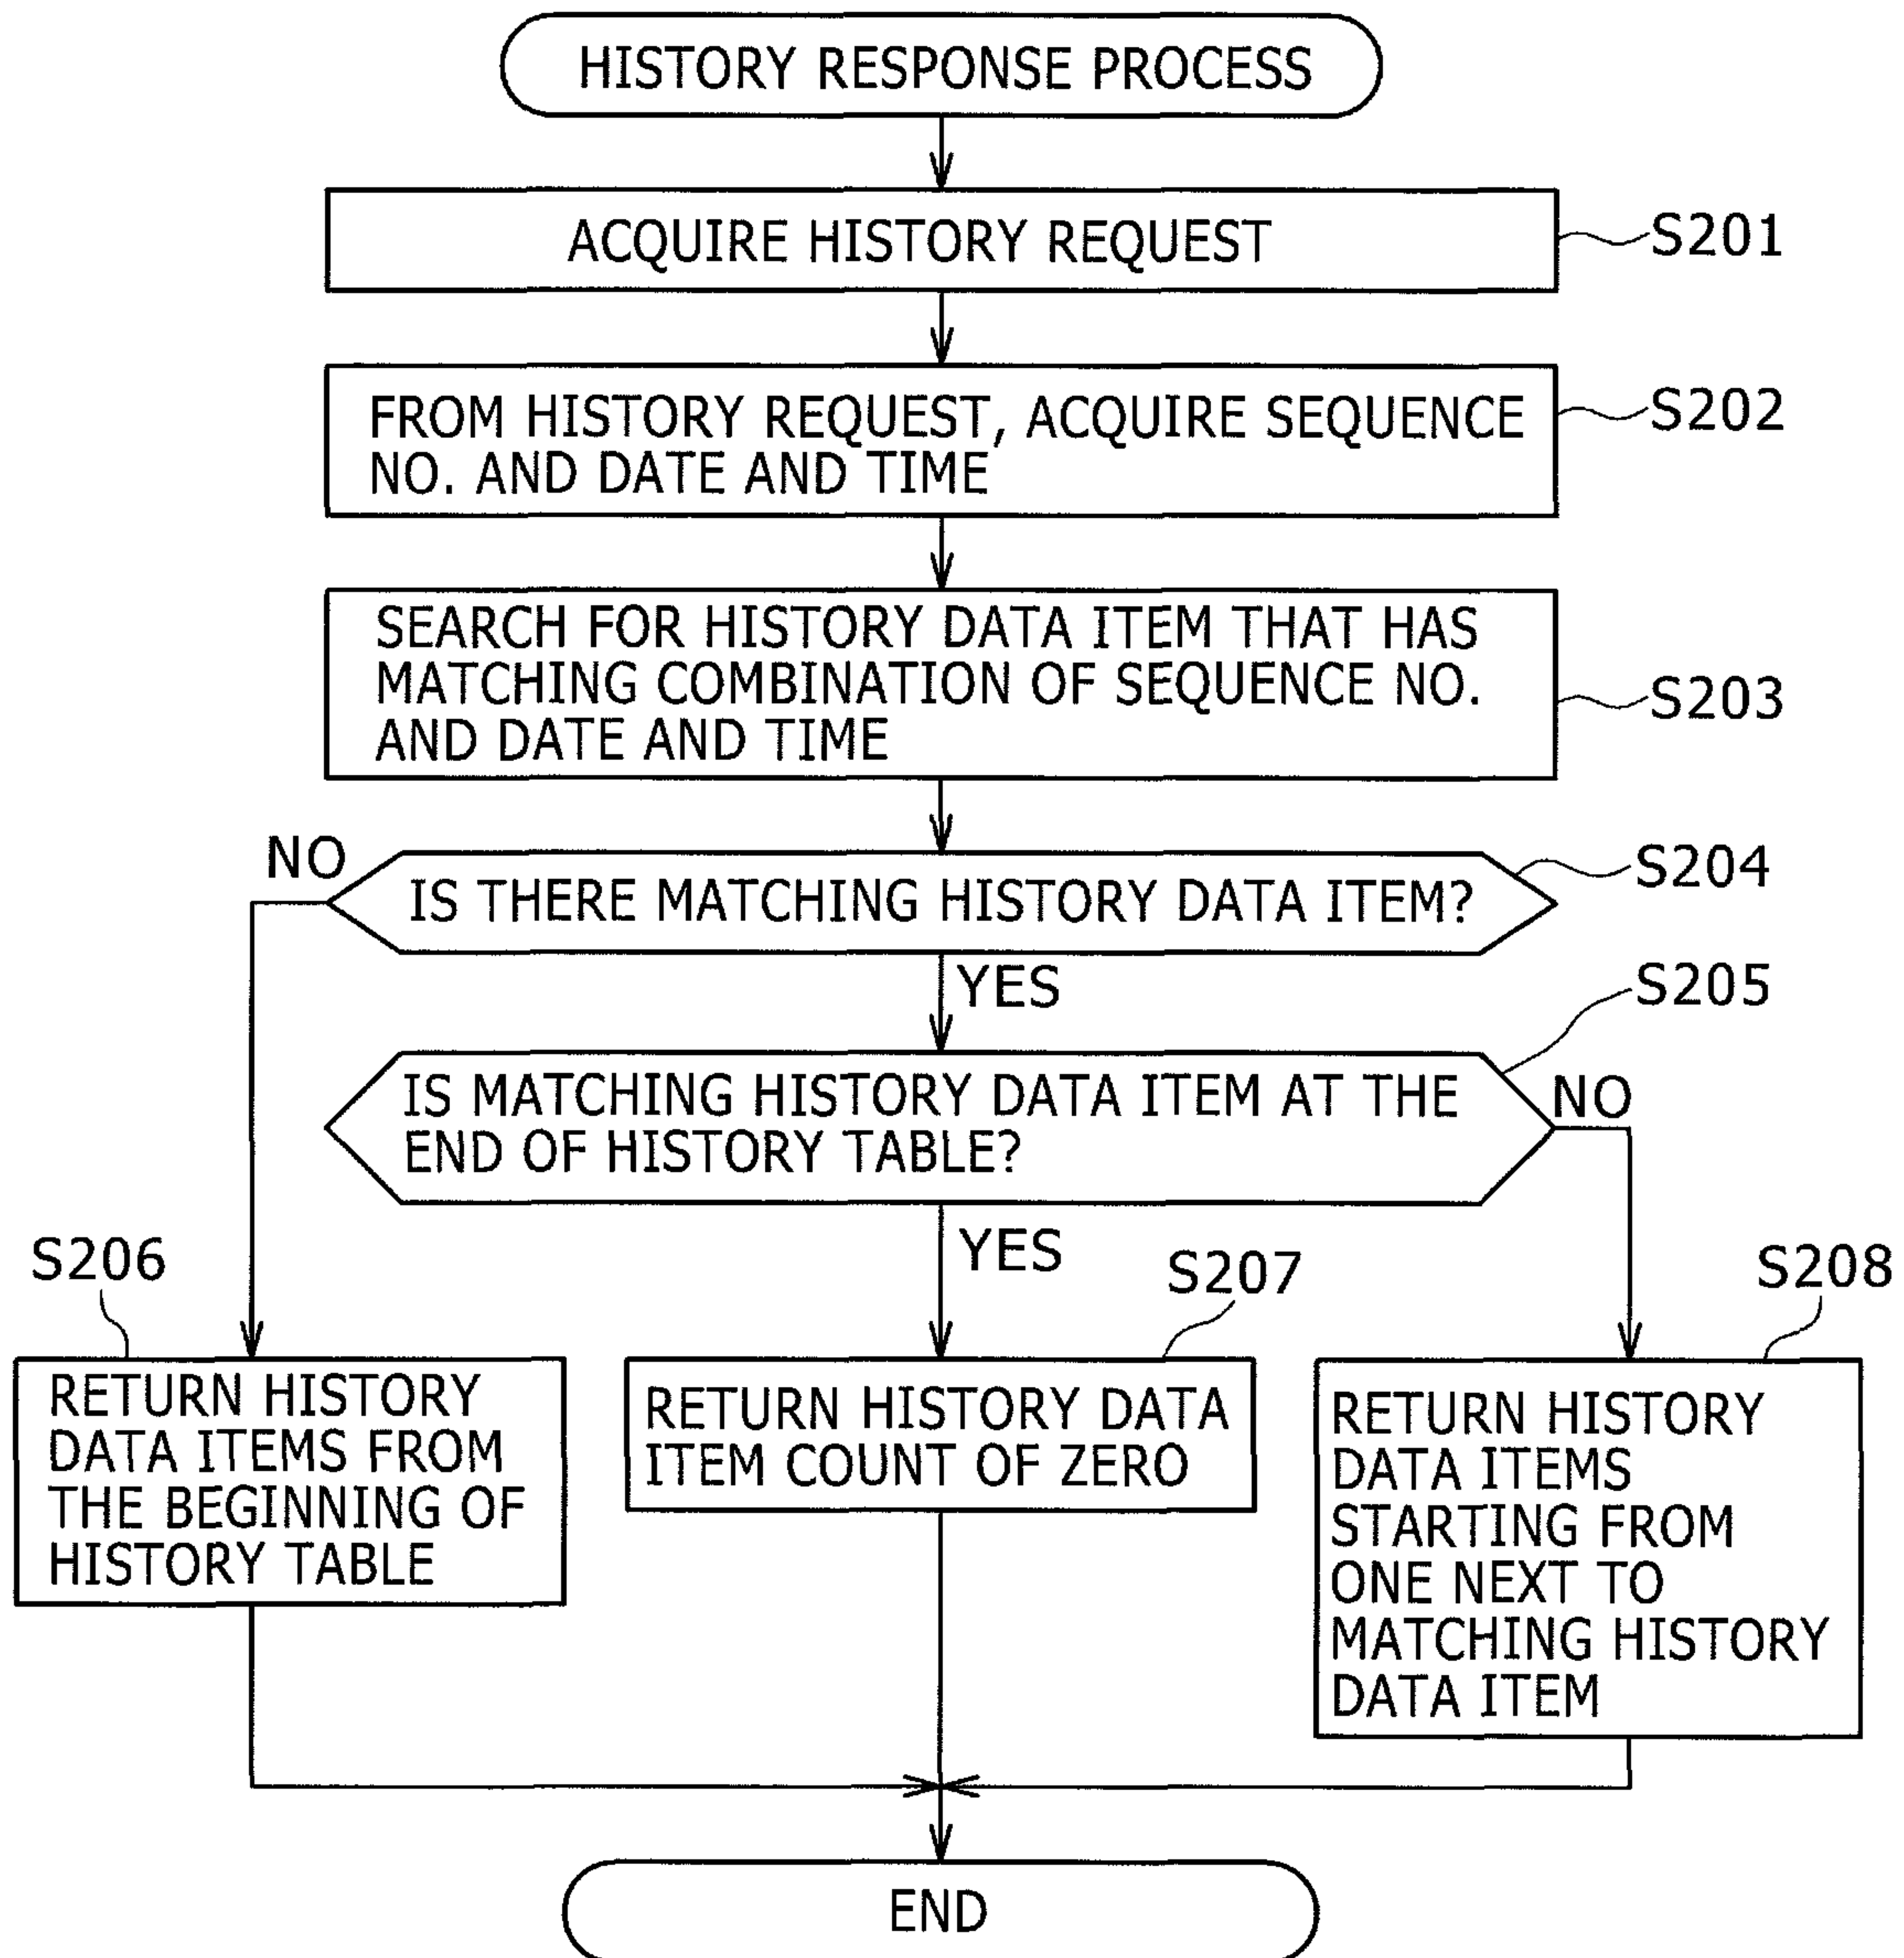 HISTORY RESPONSE PROCESS
ACQUIRE HISTORY REQUEST
S201
FROM HISTORY REQUEST, ACQUIRE SEQUENCE
NO. AND DATE AND TIME
S202
SEARCH FOR HISTORY DATA ITEM THAT HAS
MATCHING COMBINATION OF SEQUENCE NO.
AND DATE AND TIME
S203
NO
IS THERE MATCHING HISTORY DATA ITEM?
S204
YES
S205
IS MATCHING HISTORY DATA ITEM AT THE
END OF HISTORY TABLE?
NO
YES
S206
RETURN HISTORY
DATA ITEMS FROM
THE BEGINNING OF
HISTORY TABLE
S207
RETURN HISTORY DATA
ITEM COUNT OF ZERO
S208
RETURN HISTORY
DATA ITEMS
STARTING FROM
ONE NEXT TO
MATCHING HISTORY
DATA ITEM
END